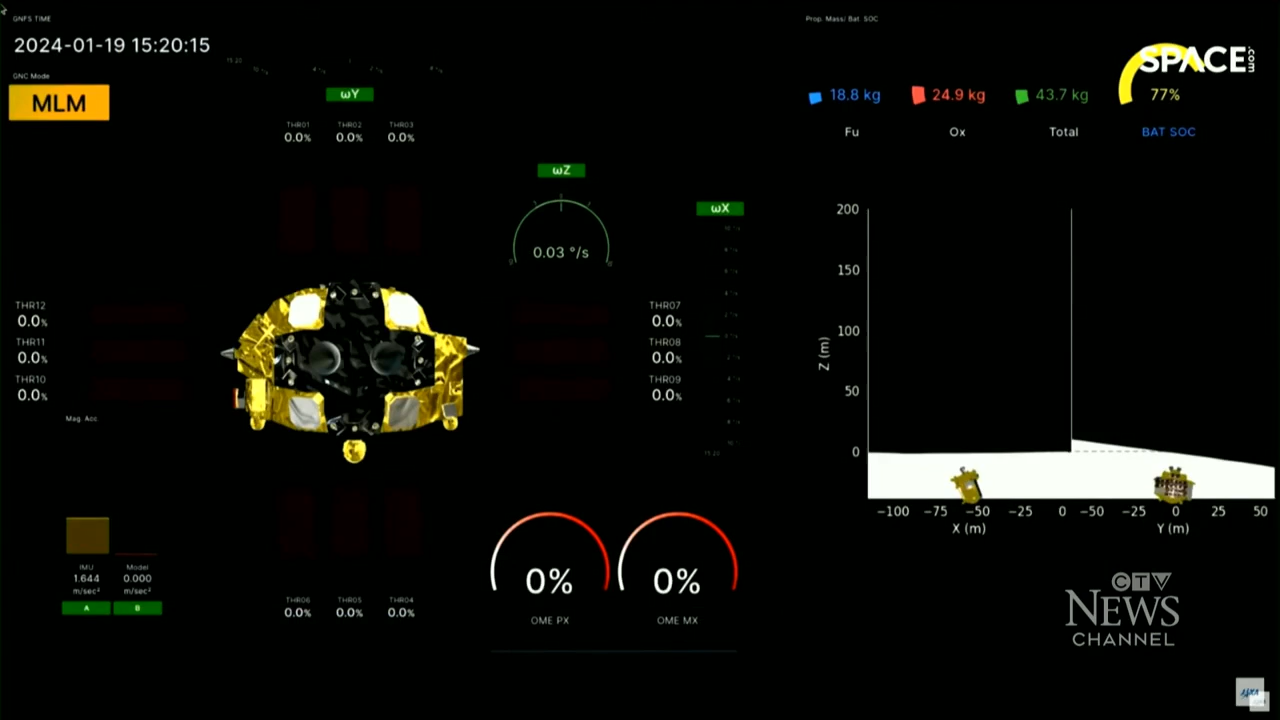 GNFS TIME
2024-01-19 15:20:15
GNC Mode
MLM
ωY
THR01 THR02 THR03
0.0% 0.0% 0.0%
ωZ
0.03 °/s
ωX
THR12
0.0%
THR11
0.0%
THR10
0.0%
THR07
0.0%
THR08
0.0%
THR09
0.0%
Mag. Acc
IMU Model
1.644 0.000
m/sec² m/sec²
A B
THR06 THR05 THR04
0.0% 0.0% 0.0%
0% 0%
OME PX OME MX
15:20
15:20
Prop. Mass/ Bat. SOC
SPACE.com
18.8 kg 24.9 kg 43.7 kg 77%
Fu Ox Total BAT SOC
200
150
100
50
0
Z (m)
−100 −75 −50 −25 0 −50 −25 0 25 50
X (m) Y (m)
CTV
NEWS
CHANNEL